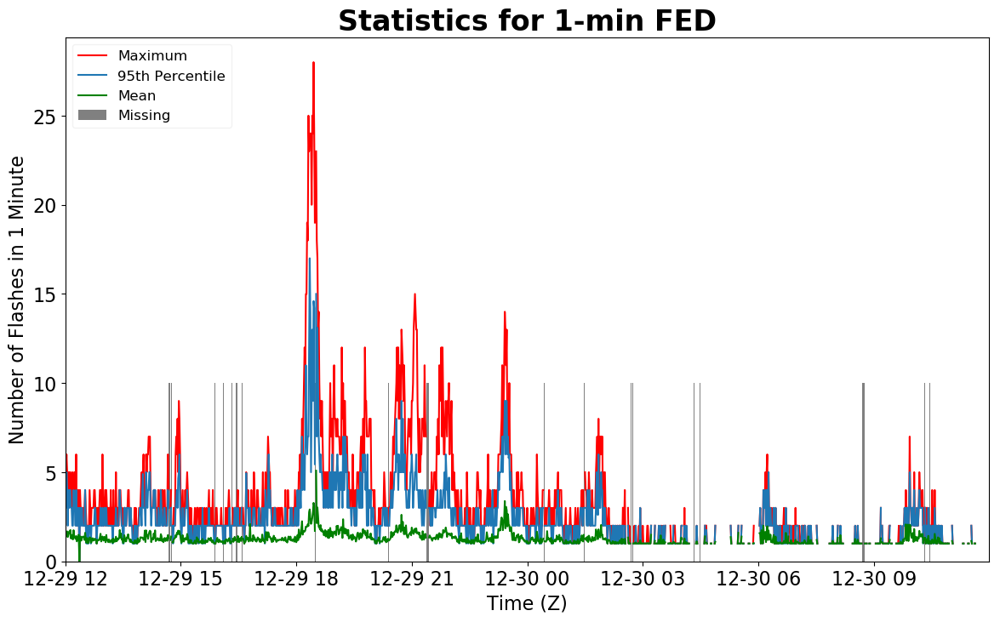 Statistics for 1-min FED
Maximum
95th Percentile
Mean
Missing
Number of Flashes in 1 Minute
25
20
15
10
5
0
12-29 12 12-29 15 12-29 18 12-29 21 12-30 00 12-30 03 12-30 06 12-30 09
Time (Z)